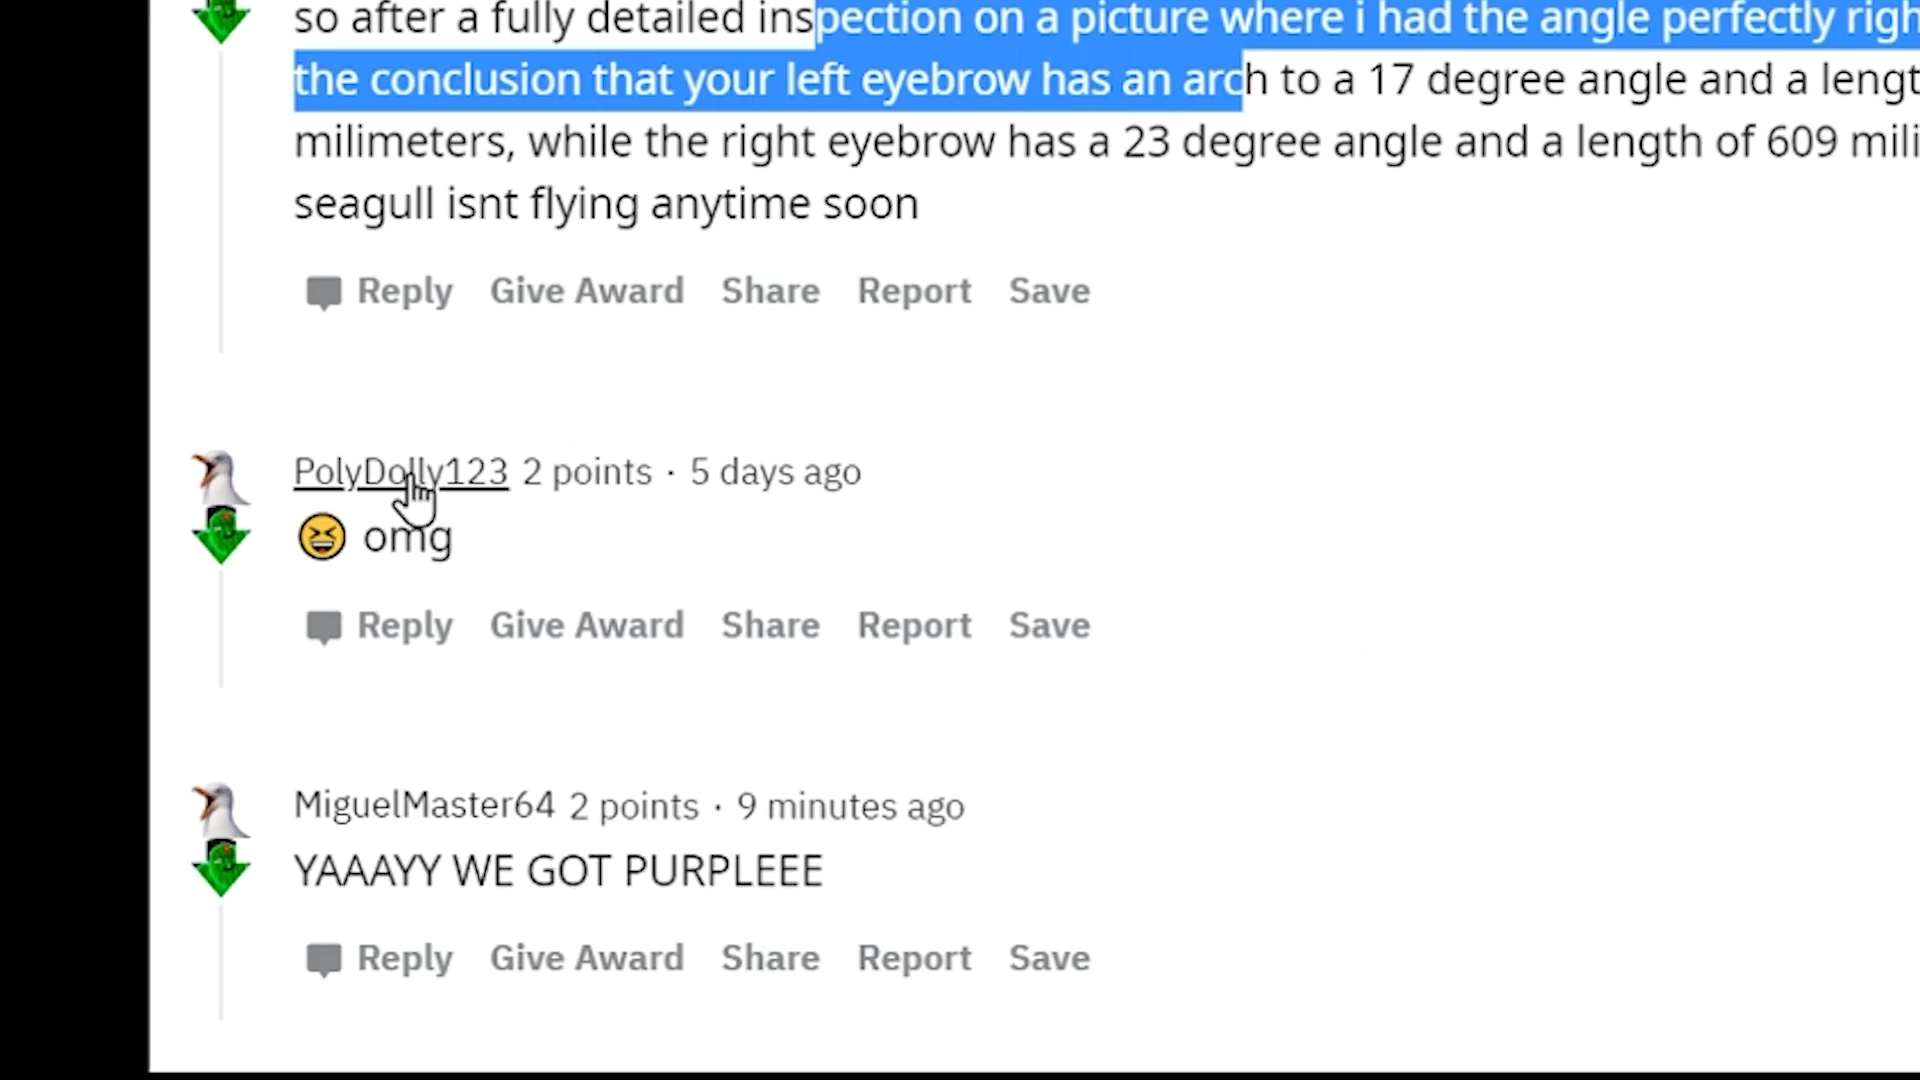 so after a fully detailed inspection on a picture where i had the angle perfectly righ
the conclusion that your left eyebrow has an arch to a 17 degree angle and a lengt
milimeters, while the right eyebrow has a 23 degree angle and a length of 609 mili
seagull isnt flying anytime soon
Reply Give Award Share Report Save
PolyDolly123 2 points · 5 days ago
😆 omg
Reply Give Award Share Report Save
MiguelMaster64 2 points · 9 minutes ago
YAAAYY WE GOT PURPLEEE
Reply Give Award Share Report Save